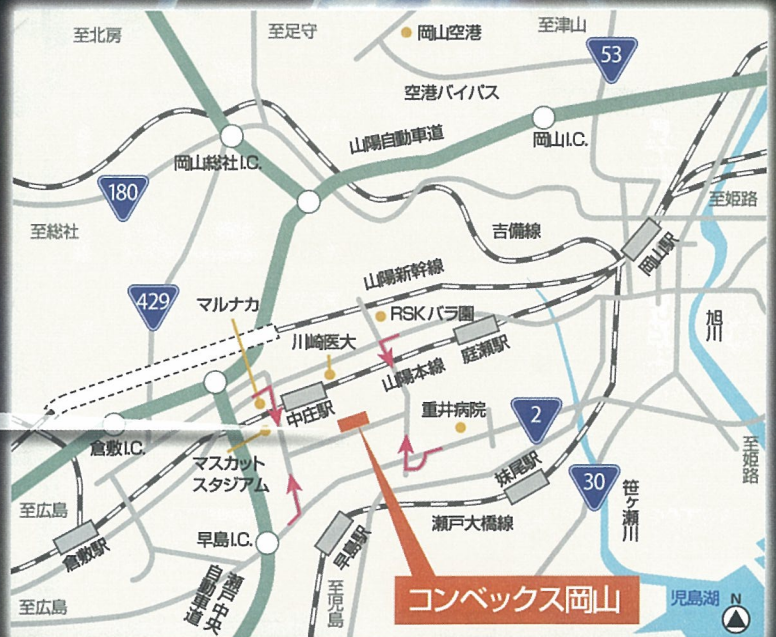 至北房
至足守
岡山空港
至津山
53
空港バイパス
山陽自動車道
岡山I.C.
岡山総社I.C.
180
至総社
至姫路
吉備線
岡山駅
山陽新幹線
429
マルナカ
RSKバラ園
旭川
川崎医大
庭瀬駅
山陽本線
中庄駅
重井病院
2
倉敷I.C.
マスカット
スタジアム
妹尾駅
至姫路
30
笹ヶ瀬川
至広島
瀬戸大橋線
倉敷駅
早島I.C.
早島駅
瀬戸中央
自動車道
至児島
至広島
コンベックス岡山
児島湖
N